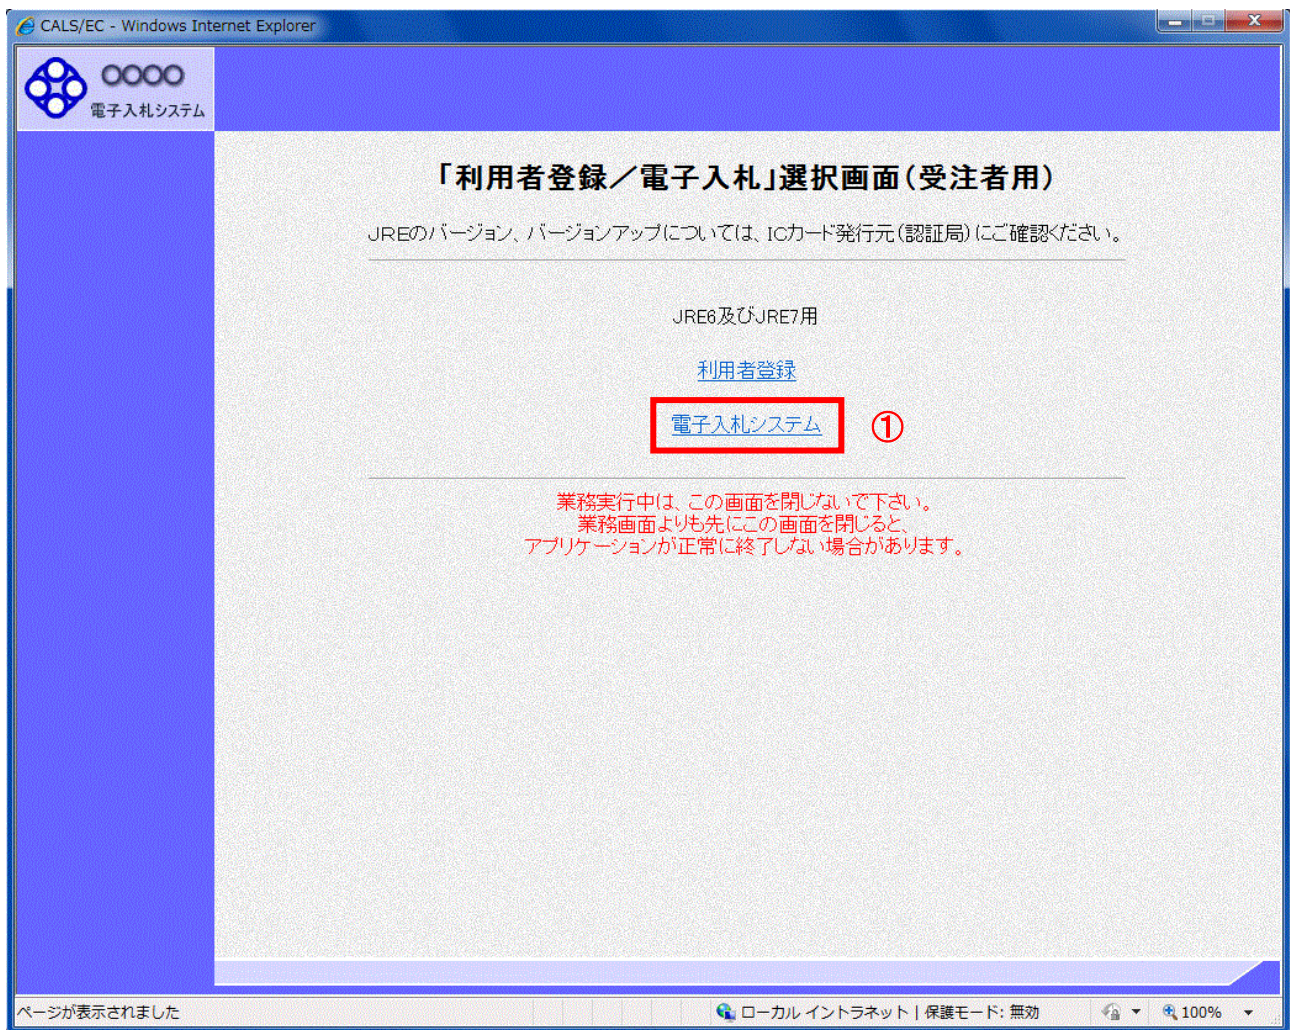 CALS/EC - Windows Internet Explorer
○○○○
電子入札システム
「利用者登録／電子入札」選択画面（受注者用）
JREのバージョン、バージョンアップについては、ICカード発行元（認証局）にご確認ください。
JRE6及びJRE7用
利用者登録
電子入札システム ①
業務実行中は、この画面を閉じないで下さい。
業務画面よりも先にこの画面を閉じると、
アプリケーションが正常に終了しない場合があります。
ページが表示されました ローカル イントラネット | 保護モード: 無効 100%